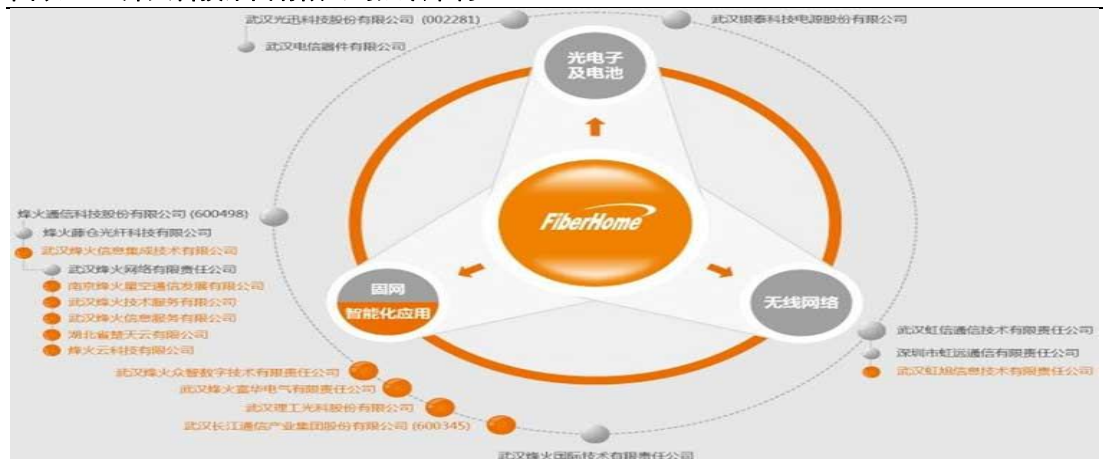 武汉光迅科技股份有限公司 (002281)
武汉银泰科技电源股份有限公司
武汉电信器件有限公司
光电子
及电池
FiberHome
烽火通信科技股份有限公司 (600498)
烽火藤仓光纤科技有限公司
武汉烽火信息集成技术有限公司
武汉烽火网络有限责任公司
南京烽火星空通信发展有限公司
武汉烽火技术服务有限公司
武汉烽火信息服务有限公司
湖北省楚天云有限公司
烽火云科技有限公司
固网
智能化应用
无线网络
武汉虹信通信技术有限责任公司
深圳市虹远通信有限责任公司
武汉虹旭信息技术有限责任公司
武汉烽火众智数字技术有限责任公司
武汉烽火富华电气有限责任公司
武汉理工光科股份有限公司
武汉长江通信产业集团股份有限公司 (600345)
武汉烽火国际技术有限责任公司